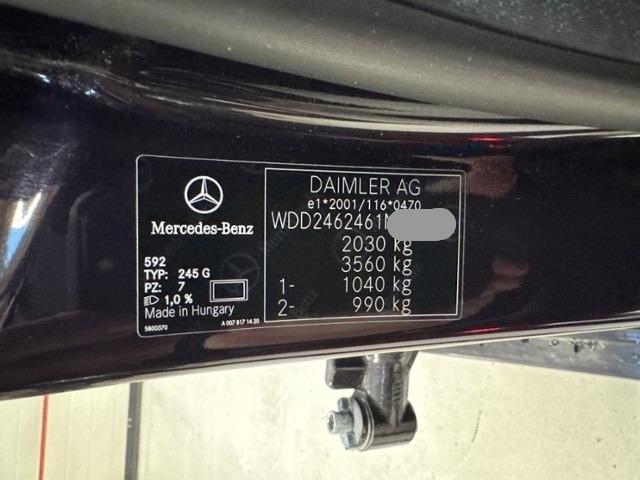 DAIMLER AG
e1*2001/116*0470
WDD2462461
2030 kg
3560 kg
1- 1040 kg
2- 990 kg
Mercedes-Benz
592
TYP: 245 G
PZ: 7
1,0 %
Made in Hungary
5800370
A 007 817 14 20